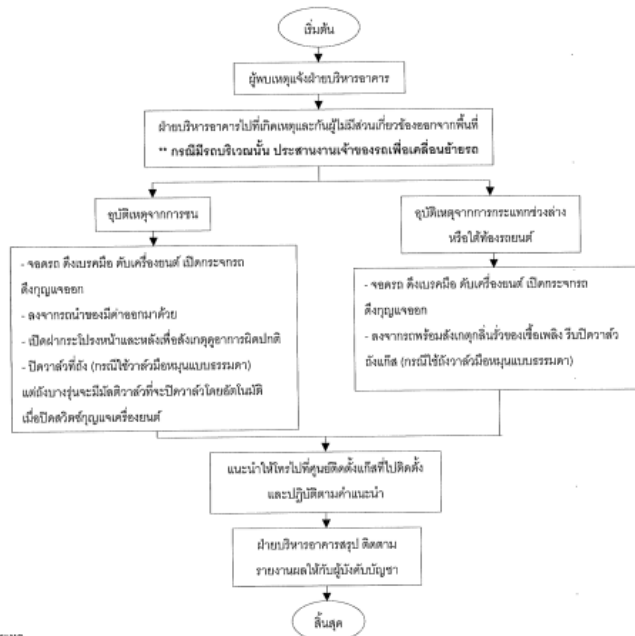 เริ่มต้น
ผู้พบเหตุแจ้งฝ่ายบริหารอาคาร
ฝ่ายบริหารอาคารไปที่เกิดเหตุและกันผู้ไม่มีส่วนเกี่ยวข้องออกจากพื้นที่
** กรณีมีรถบริเวณนั้น ประสานงานเจ้าของรถเพื่อเคลื่อนย้ายรถ
อุบัติเหตุจากการชน
- จอดรถ ดึงเบรคมือ ดับเครื่องยนต์ เปิดกระจกรถ
ดึงกุญแจออก
- ลงจากรถนำของมีค่าออกมาด้วย
- เปิดฝากระโปรงหน้าและหลังเพื่อสังเกตุดูอาการผิดปกติ
- ปิดวาล์วที่ถัง (กรณีใช้วาล์วมือหมุนแบบธรรมดา)
แต่ถังบางรุ่นจะมีมัลติวาล์วที่จะปิดวาล์วโดยอัตโนมัติ
เมื่อปิดสวิตซ์กุญแจเครื่องยนต์
อุบัติเหตุจากการกระแทกช่วงล่าง
หรือใต้ท้องรถยนต์
- จอดรถ ดึงเบรคมือ ดับเครื่องยนต์ เปิดกระจกรถ
ดึงกุญแจออก
- ลงจากรถพร้อมสังเกตุกลิ่นรั่วของเชื้อเพลิง รีบปิดวาล์ว
ถังแก๊ส (กรณีใช้ถังวาล์วมือหมุนแบบธรรมดา)
แนะนำให้โทรไปที่ศูนย์ติดตั้งแก๊สที่ไปติดตั้ง
และปฏิบัติตามคำแนะนำ
ฝ่ายบริหารอาคารสรุป ติดตาม
รายงานผลให้กับผู้บังคับบัญชา
สิ้นสุด